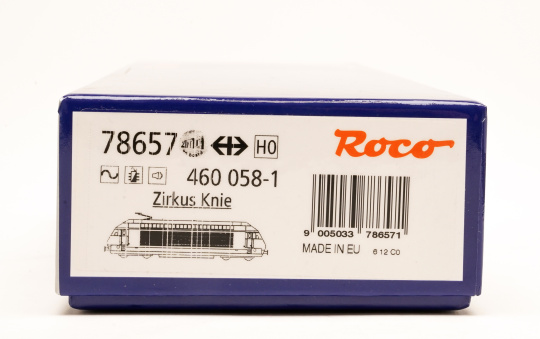 78657 H0 Roco
460 058-1
Zirkus Knie
9 005033 786571
MADE IN EU 6 12 C0